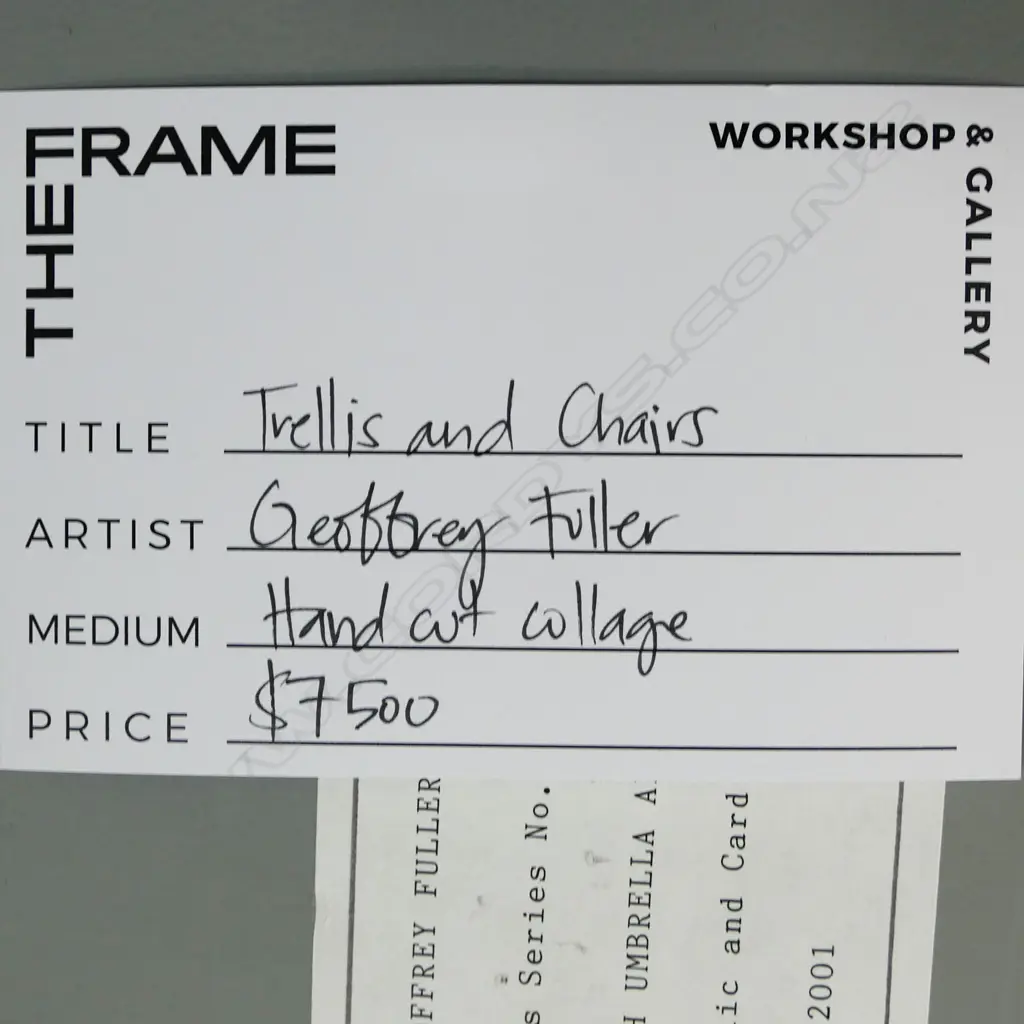 THE FRAME
WORKSHOP & GALLERY
TITLE Trellis and Chairs
ARTIST Geoffrey Fuller
MEDIUM Hand cut collage
PRICE $7500
FFREY FULLER
s Series No.
H UMBRELLA A
ic and Card
2001